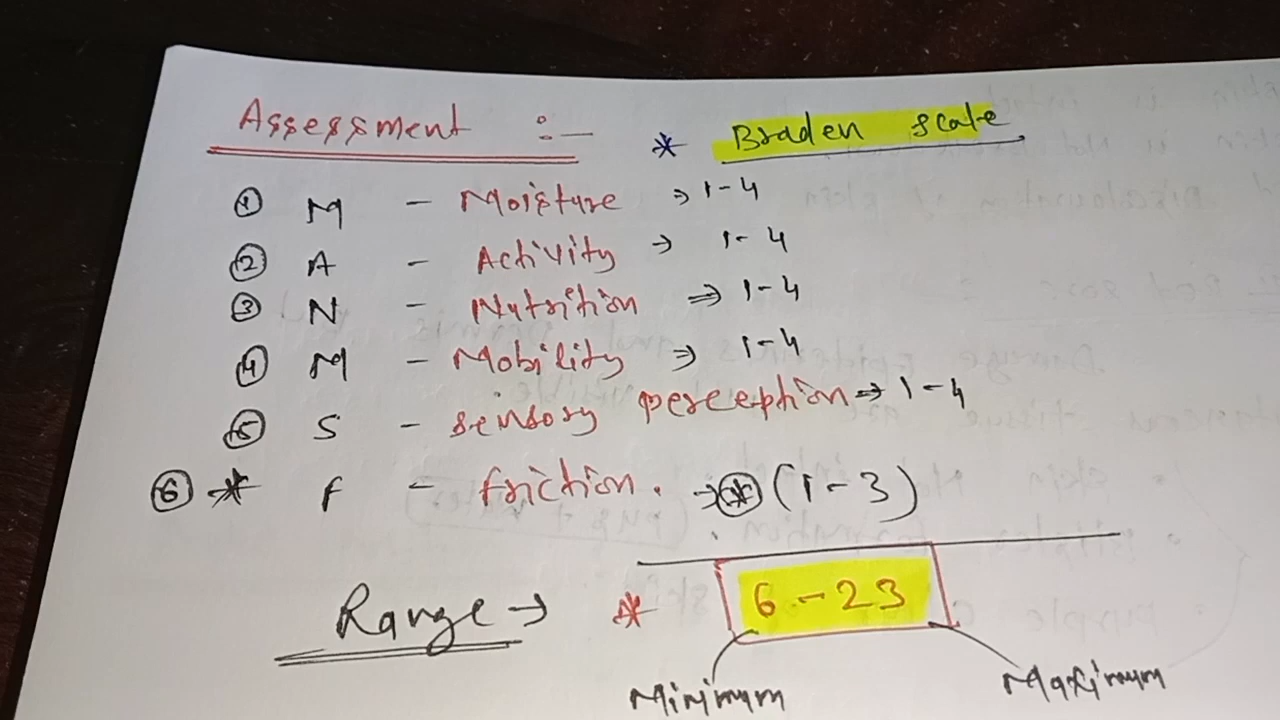 Assessment :- * Braden scale
① M - Moisture → 1-4
② A - Activity → 1-4
③ N - Nutrition ⇒ 1-4
④ M - Mobility ⇒ 1-4
⑤ S - sensory perception ⇒ 1-4
⑥ * F - friction. → * (1-3)
Range → * 6-23
Minimum Maximum